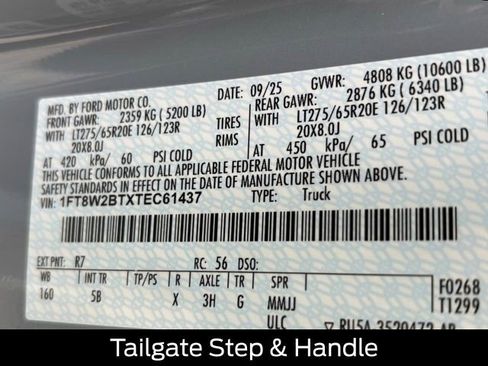 MFD. BY FORD MOTOR CO. DATE: 09/25 GVWR: 4808 KG (10600 LB)
FRONT GAWR: 2359 KG (5200 LB) REAR GAWR: 2876 KG (6340 LB)
WITH LT275/65R20E 126/123R TIRES WITH LT275/65R20E 126/123R
20X8.0J RIMS 20X8.0J
AT 420 kPa/ 60 PSI COLD AT 450 kPa/ 65 PSI COLD
THIS VEHICLE CONFORMS TO ALL APPLICABLE FEDERAL MOTOR VEHICLE
SAFETY STANDARDS IN EFFECT ON THE DATE OF MANUFACTURE SHOWN ABOVE.
VIN: 1FT8W2BTXTEC61437 TYPE: Truck
EXT PNT: R7 RC: 56 DSO: F0268
WB INT TR TP/PS R AXLE TR SPR T1299
160 5B X 3H G MMJJ
ULC
Tailgate Step & Handle